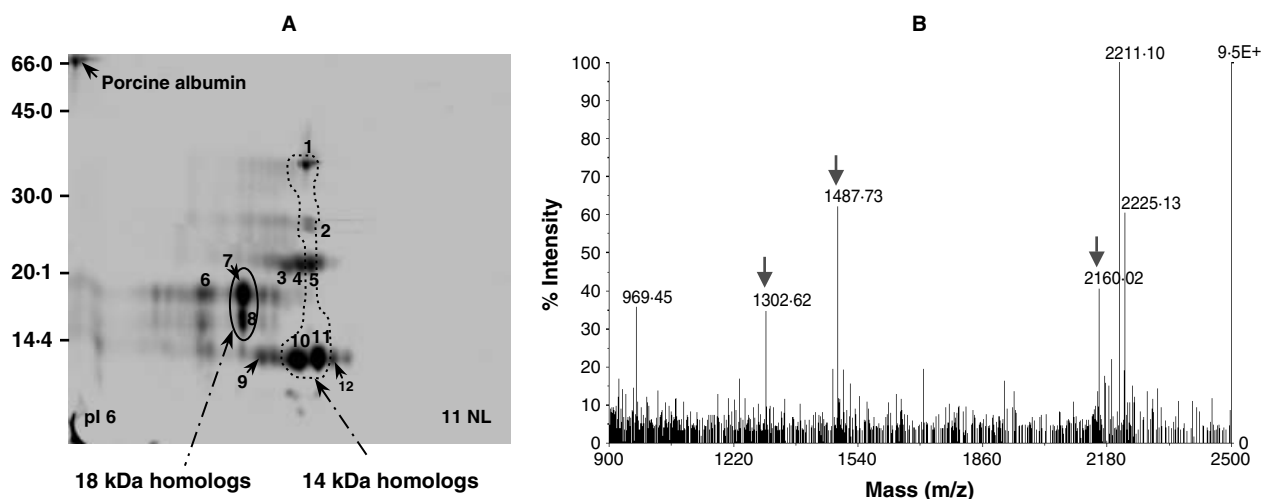 A
B
66·0
Porcine albumin
45·0
30·0
20·1
14·4
1
2
3 4 5
6
7
8
9
10 11
12
pI 6
11 NL
18 kDa homologs
14 kDa homologs
2211·10
9·5E+
2225·13
1487·73
2160·02
1302·62
969·45
100
90
80
70
60
50
40
30
20
10
0
0
% Intensity
900 1220 1540 1860 2180 2500
Mass (m/z)